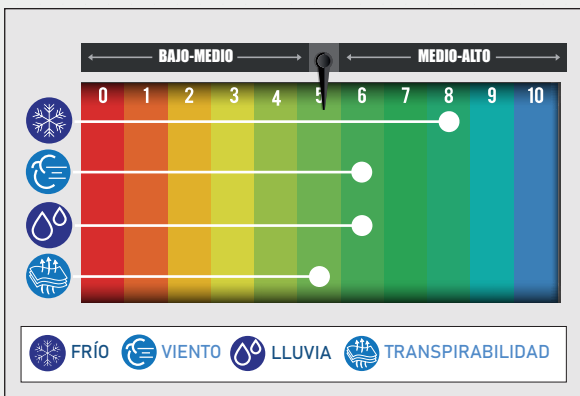 BAJO-MEDIO MEDIO-ALTO
0 1 2 3 4 5 6 7 8 9 10
FRÍO VIENTO LLUVIA TRANSPIRABILIDAD